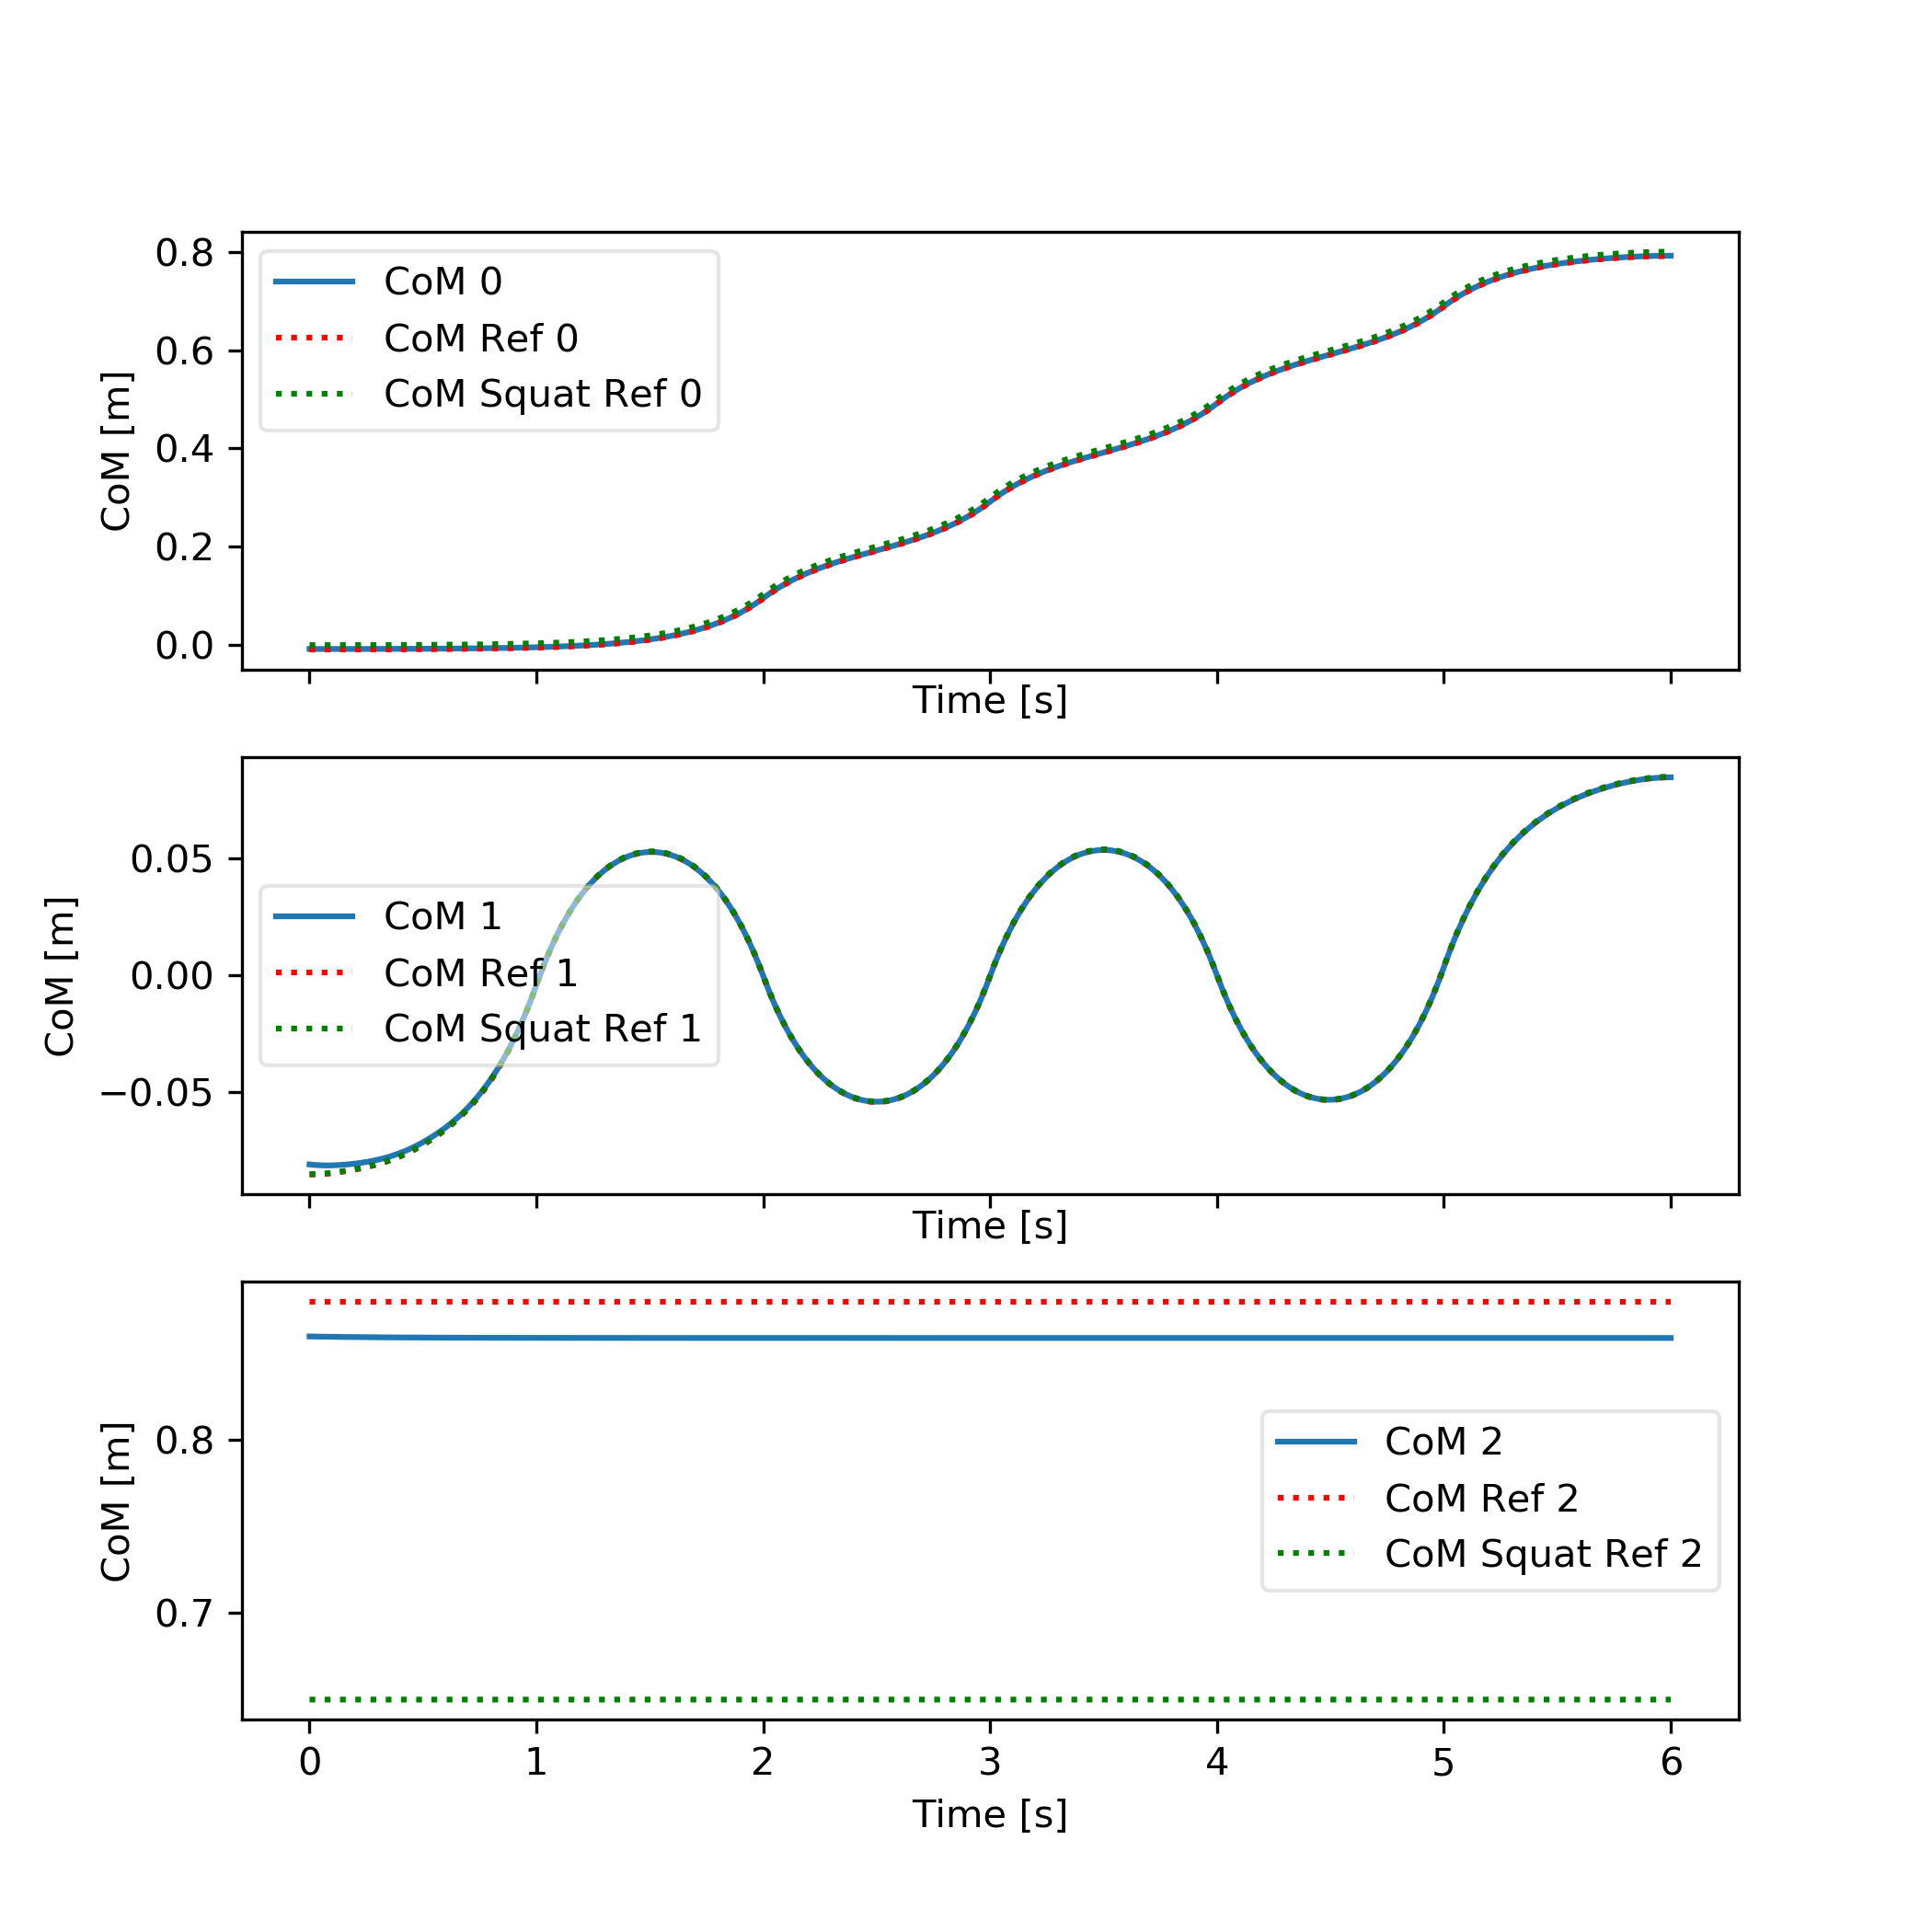 0.8
0.6
0.4
0.2
0.0
CoM [m]
CoM 0
CoM Ref 0
CoM Squat Ref 0
Time [s]
0.05
0.00
−0.05
CoM [m]
CoM 1
CoM Ref 1
CoM Squat Ref 1
Time [s]
0.8
0.7
CoM [m]
CoM 2
CoM Ref 2
CoM Squat Ref 2
0 1 2 3 4 5 6
Time [s]